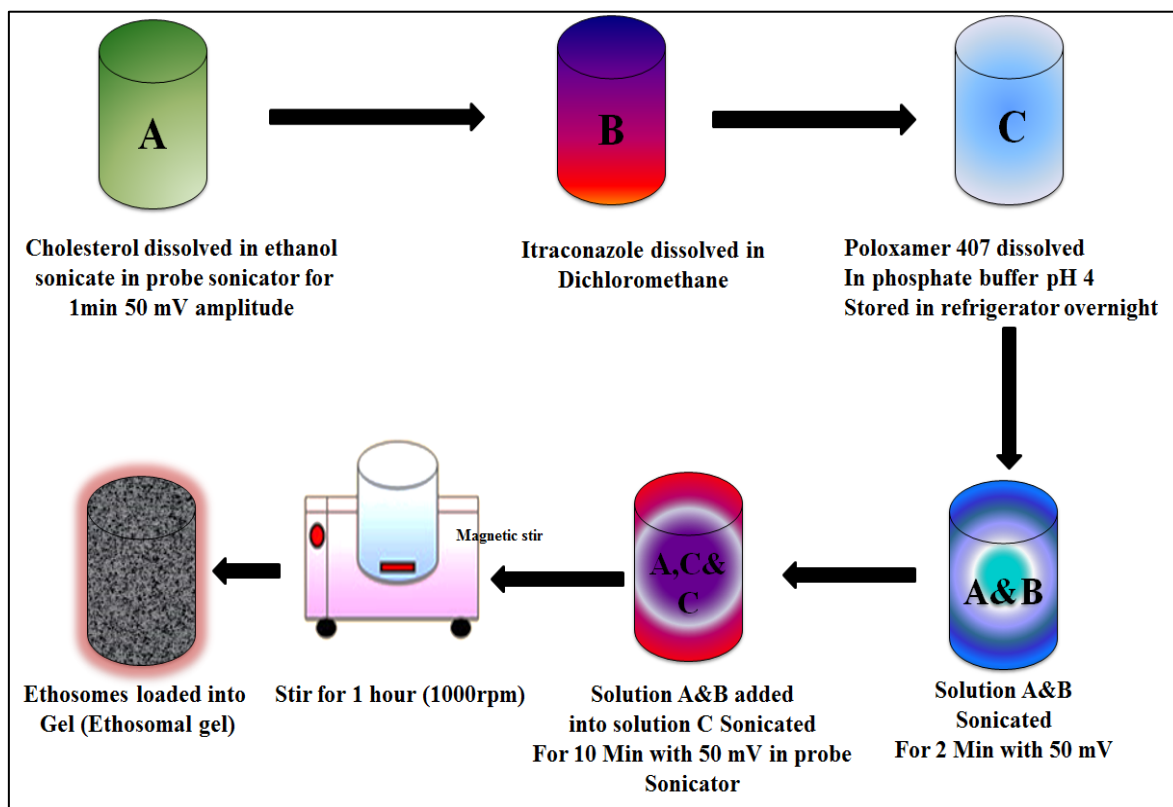 A
B
C
Cholesterol dissolved in ethanol
sonicate in probe sonicator for
1min 50 mV amplitude
Itraconazole dissolved in
Dichloromethane
Poloxamer 407 dissolved
In phosphate buffer pH 4
Stored in refrigerator overnight
A&B
Solution A&B
Sonicated
For 2 Min with 50 mV
A,C&
C
Solution A&B added
into solution C Sonicated
For 10 Min with 50 mV in probe
Sonicator
Magnetic stir
Stir for 1 hour (1000rpm)
Ethosomes loaded into
Gel (Ethosomal gel)